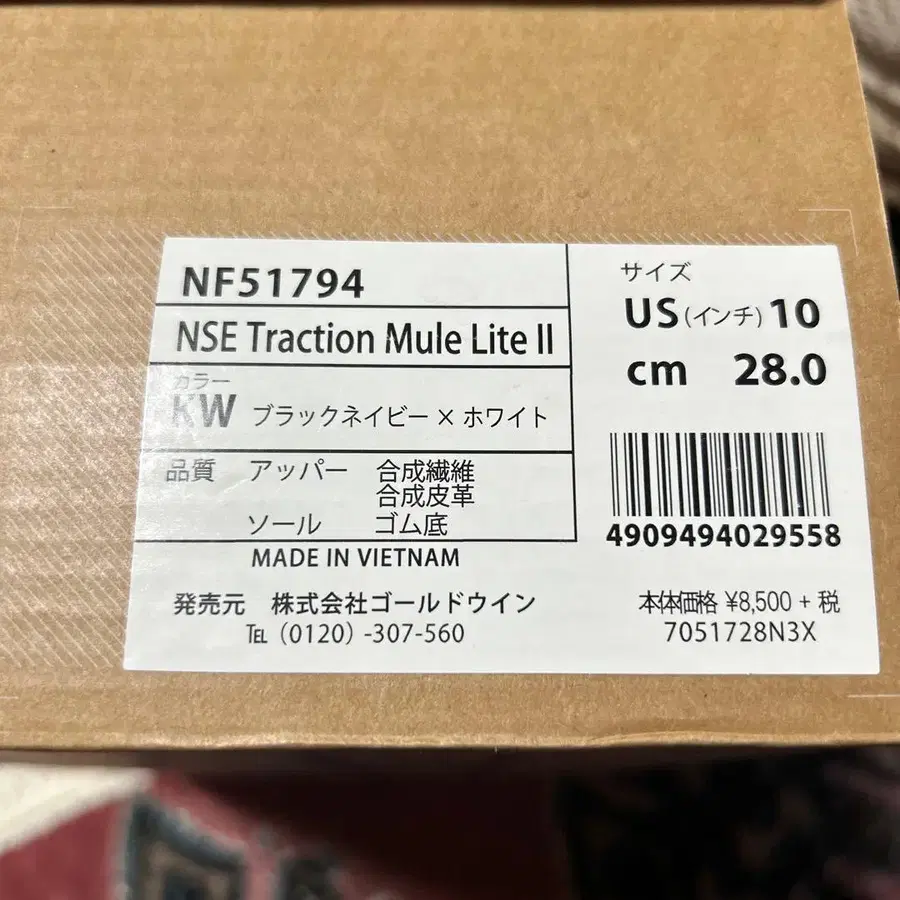 NF51794
NSE Traction Mule Lite II
カラー
KW ブラックネイビー × ホワイト
品質 アッパー 合成繊維
合成皮革
ソール ゴム底
MADE IN VIETNAM
発売元 株式会社ゴールドウイン
℡（0120）-307-560
サイズ
US(インチ)10
cm 28.0
4909494029558
本体価格 ¥8,500 + 税
7051728N3X